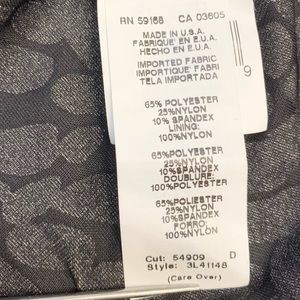 RN 59168 CA 03605
MADE IN U.S.A.
FABRIQUE' EN E.U.A.
HECHO EN E.U.A.
IMPORTED FABRIC
IMPORTIQUE' FABRI
TELA IMPORTADA
9
65% POLYESTER
25%NYLON
10% SPANDEX
LINING:
100%NYLON
65%POLYESTER
25%NYLON
10%SPANDEX
DOUBLURE:
100%POLYESTER
65%POLIESTER
25%NYLON
10%SPANDEX
FORRO:
100%NYLON
Cut: 54909 D
Style: 3L41148
(Care Over)